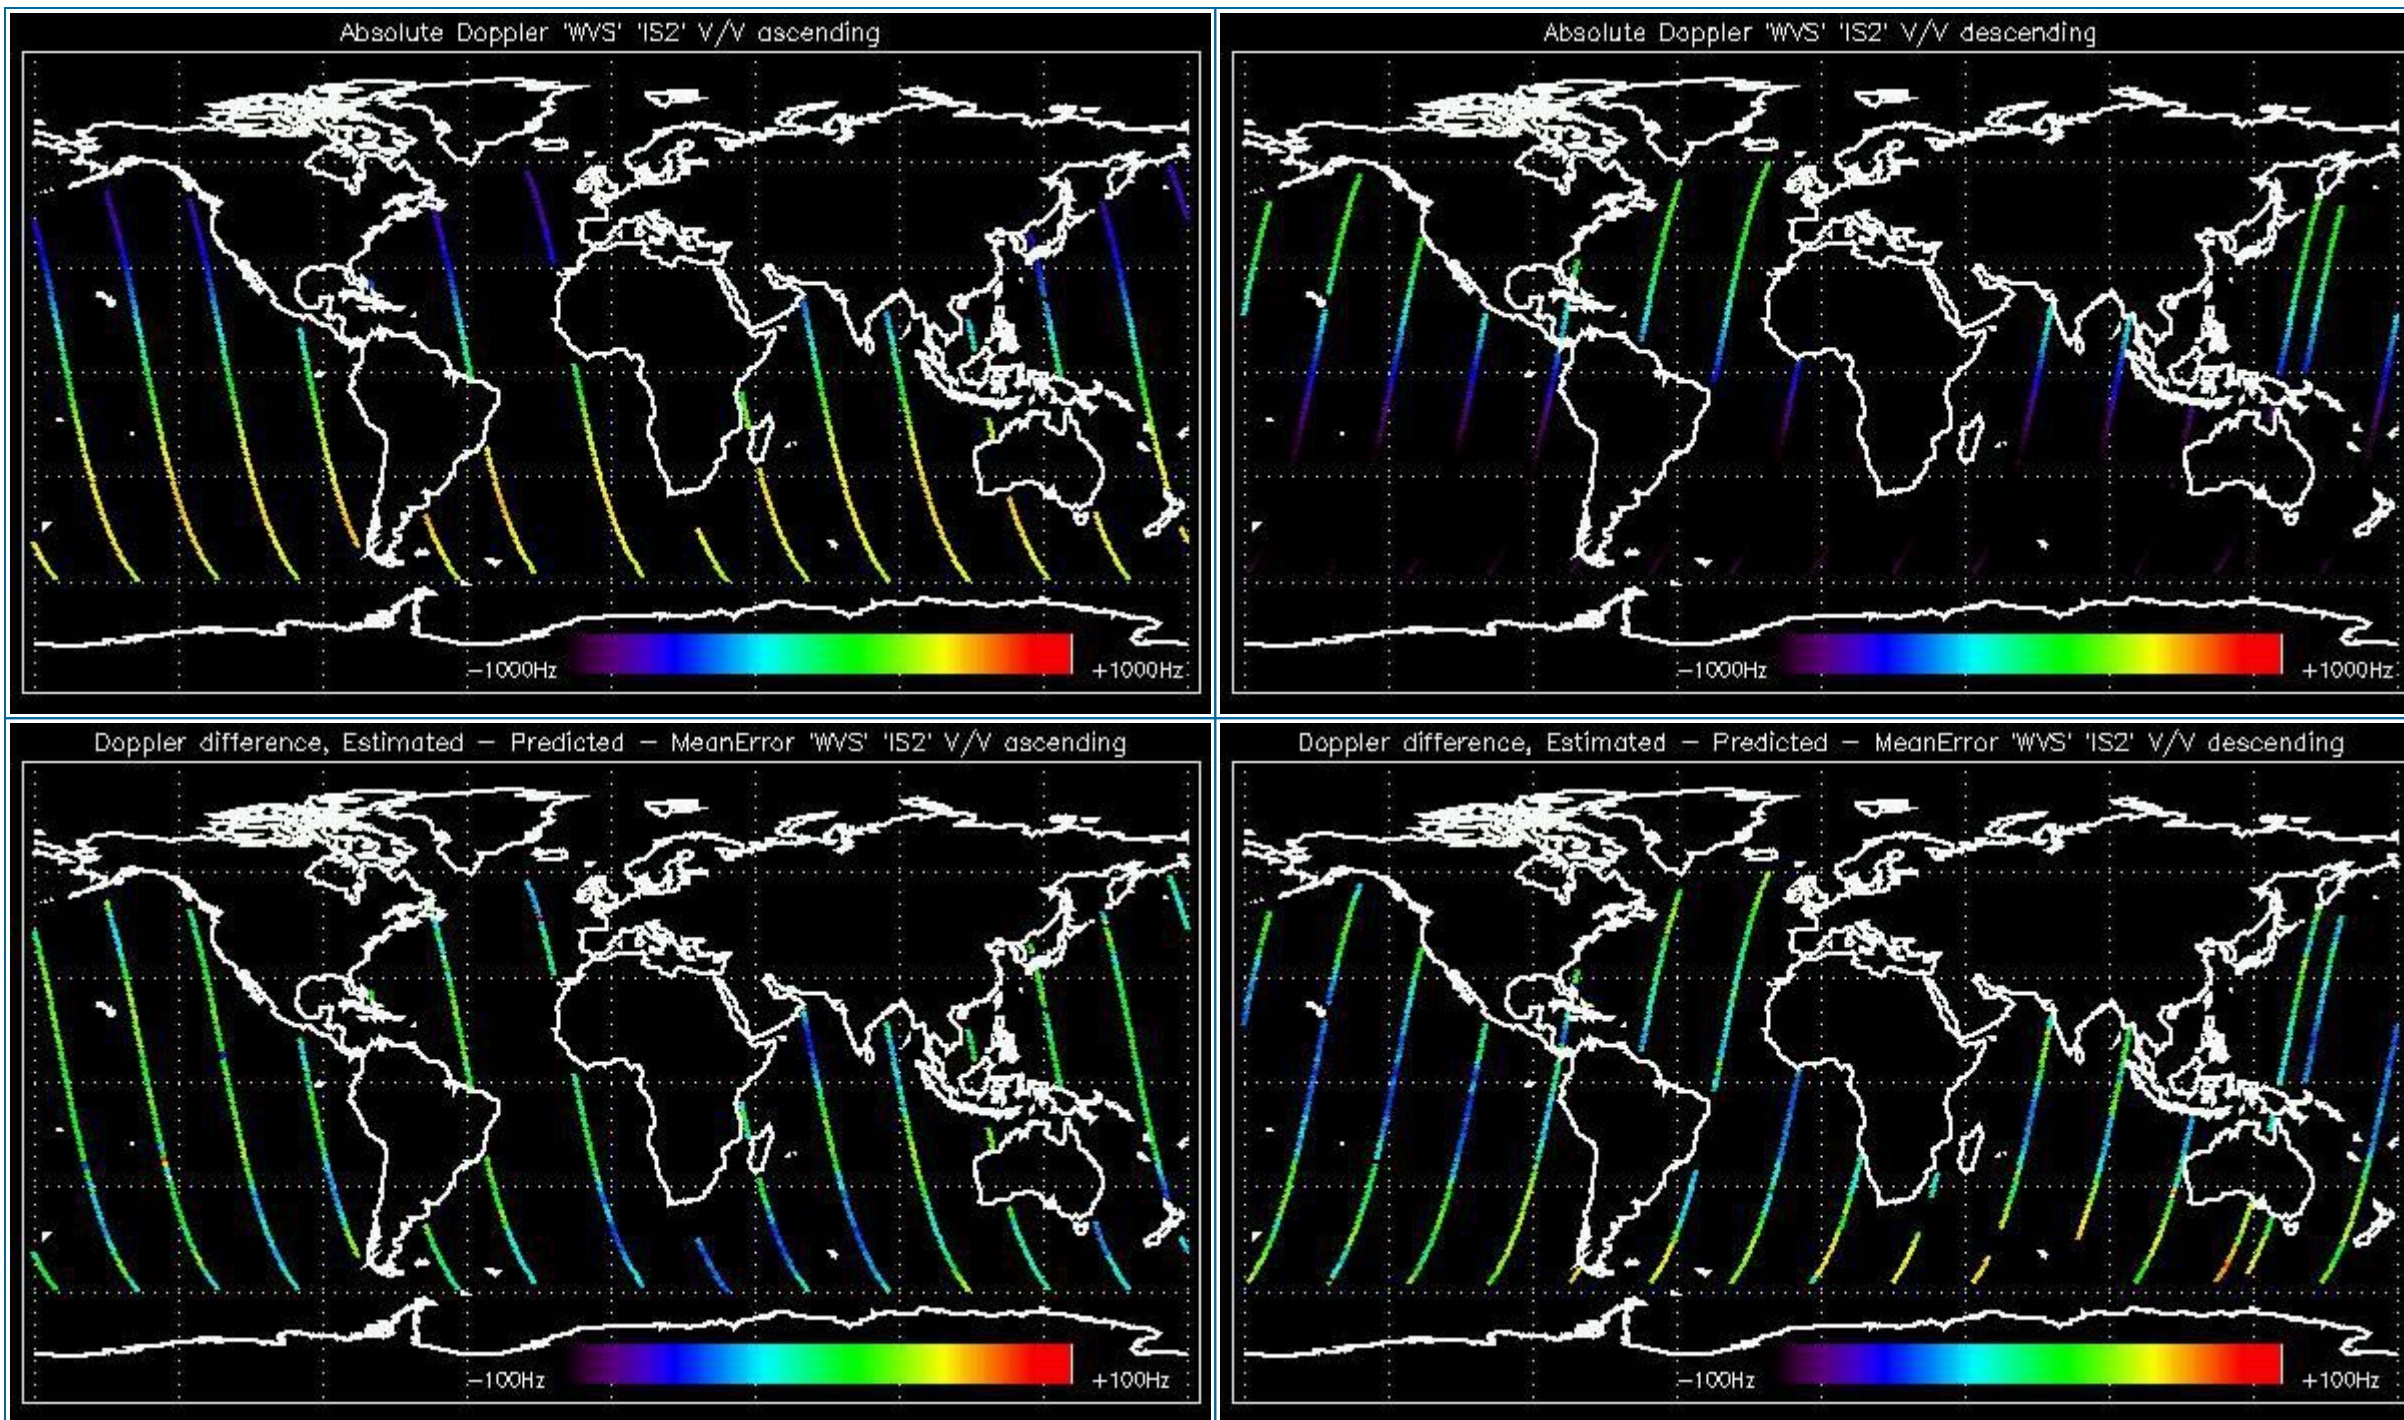 Absolute Doppler 'WVS' 'IS2' V/V ascending
-1000Hz
+1000Hz
Absolute Doppler 'WVS' 'IS2' V/V descending
-1000Hz
+1000Hz
Doppler difference, Estimated - Predicted - MeanError 'WVS' 'IS2' V/V ascending
-100Hz
+100Hz
Doppler difference, Estimated - Predicted - MeanError 'WVS' 'IS2' V/V descending
-100Hz
+100Hz